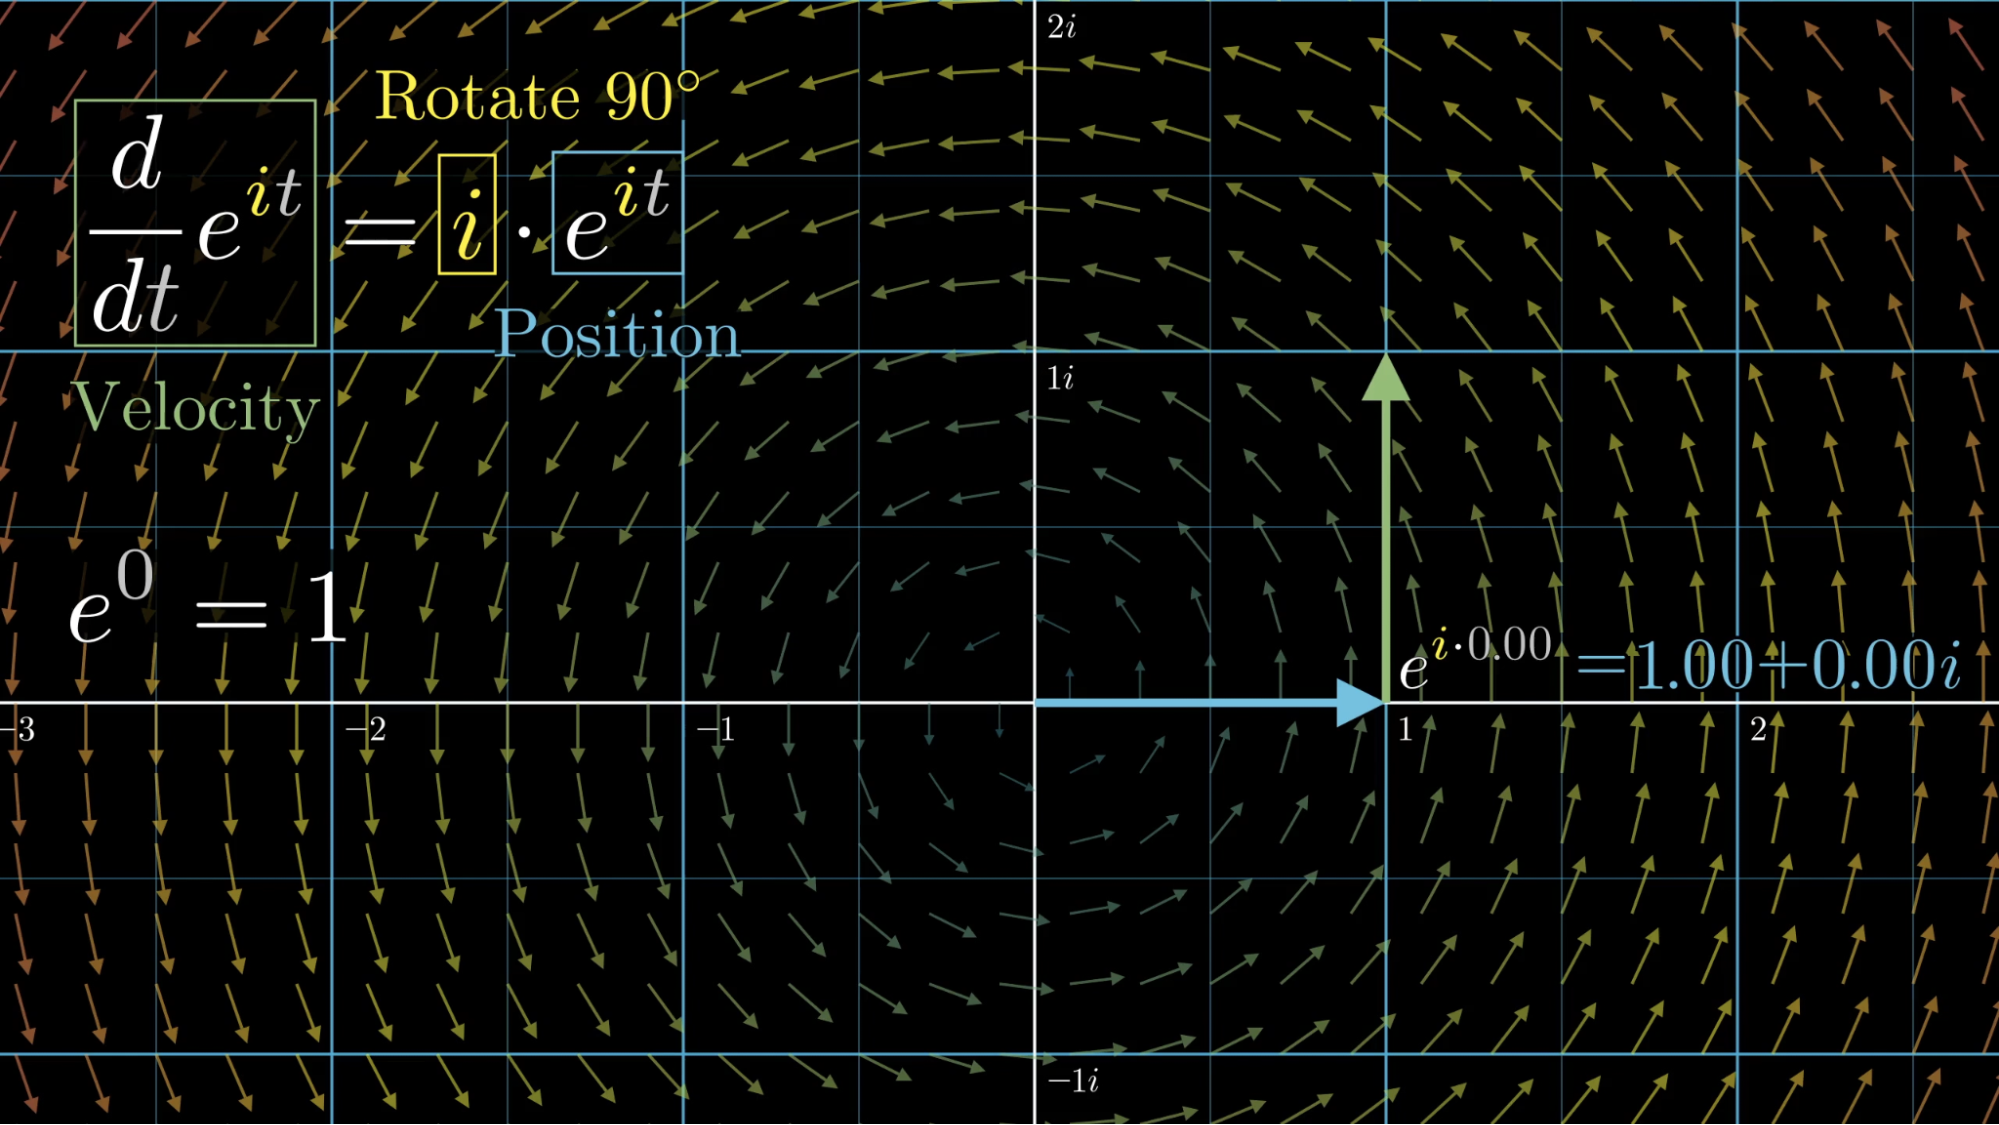 Rotate 90°
d/dt e^{it} = i · e^{it}
Position
Velocity
e^0 = 1
2i
1i
e^{i·0.00} =1.00+0.00i
−3 −2 −1 1 2
−1i